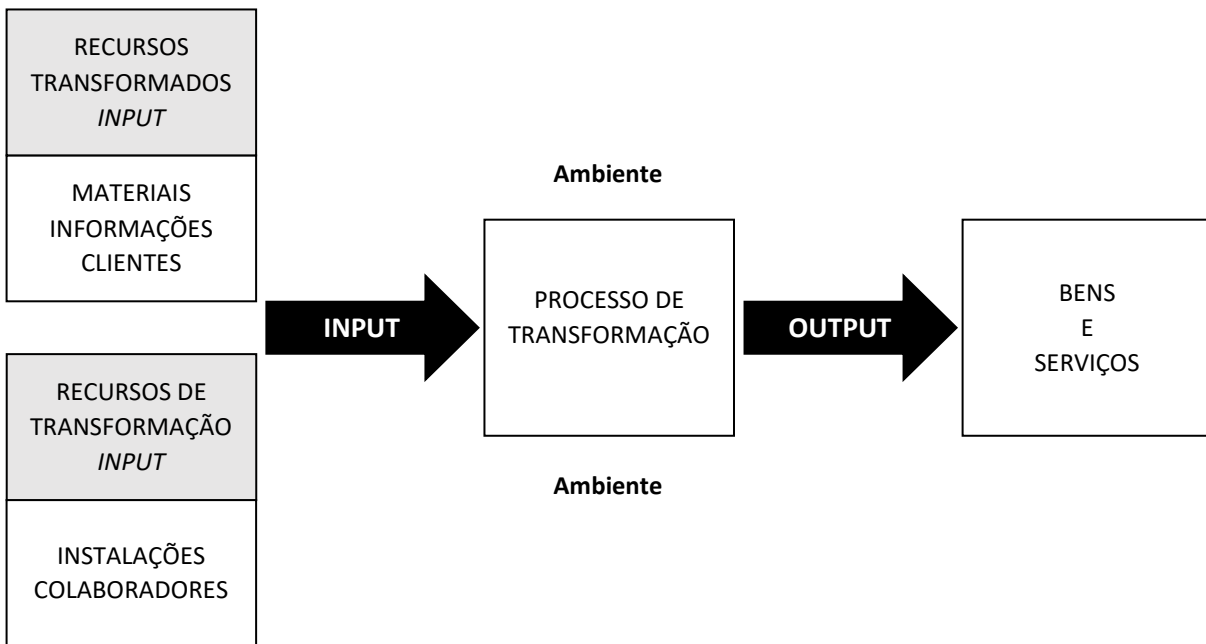 RECURSOS
TRANSFORMADOS
INPUT
MATERIAIS
INFORMAÇÕES
CLIENTES
RECURSOS DE
TRANSFORMAÇÃO
INPUT
INSTALAÇÕES
COLABORADORES
INPUT
Ambiente
PROCESSO DE
TRANSFORMAÇÃO
Ambiente
OUTPUT
BENS
E
SERVIÇOS